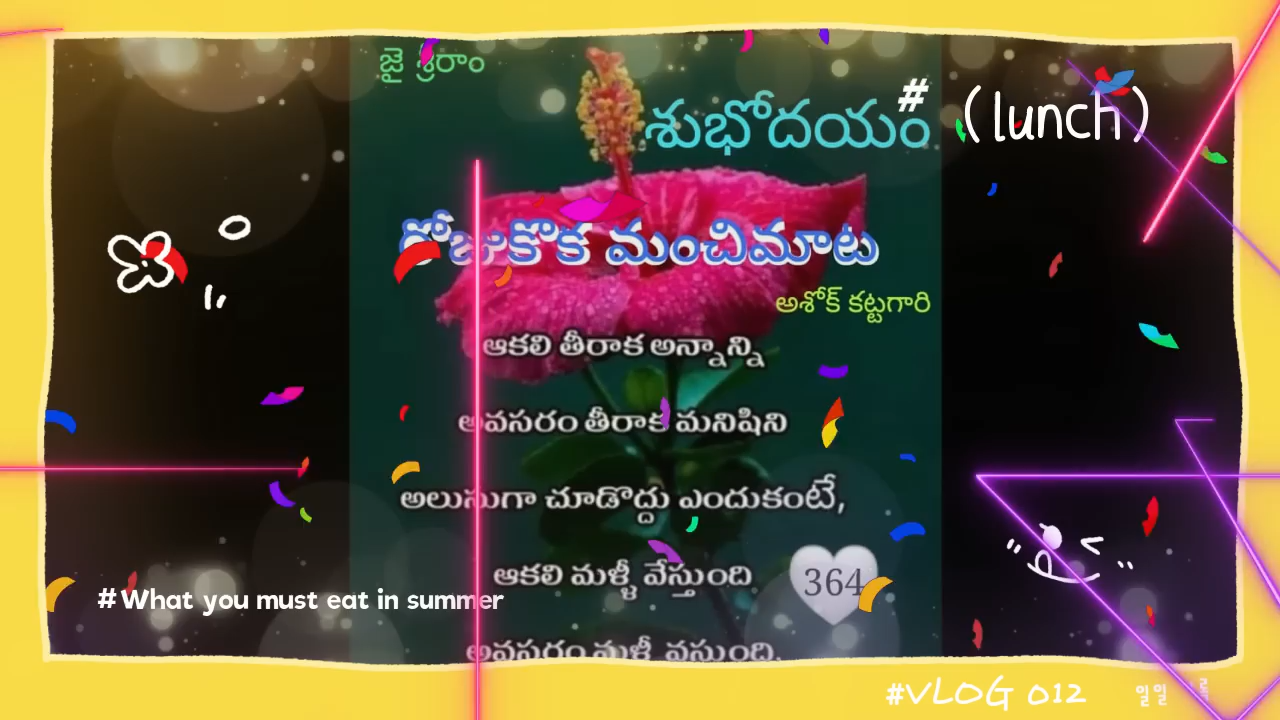 జై శ్రీరాం
శుభోదయం
# (lunch)
రోజుకొక మంచిమాట
అశోక్ కట్టగారి
ఆకలి తీరాక అన్నాన్ని
అవసరం తీరాక మనిషిని
అలుసుగా చూడొద్దు ఎందుకంటే,
ఆకలి మళ్ళీ వేస్తుంది
364
#What you must eat in summer
అవసరం మళ్ళీ వస్తుంది.
#VLOG 012